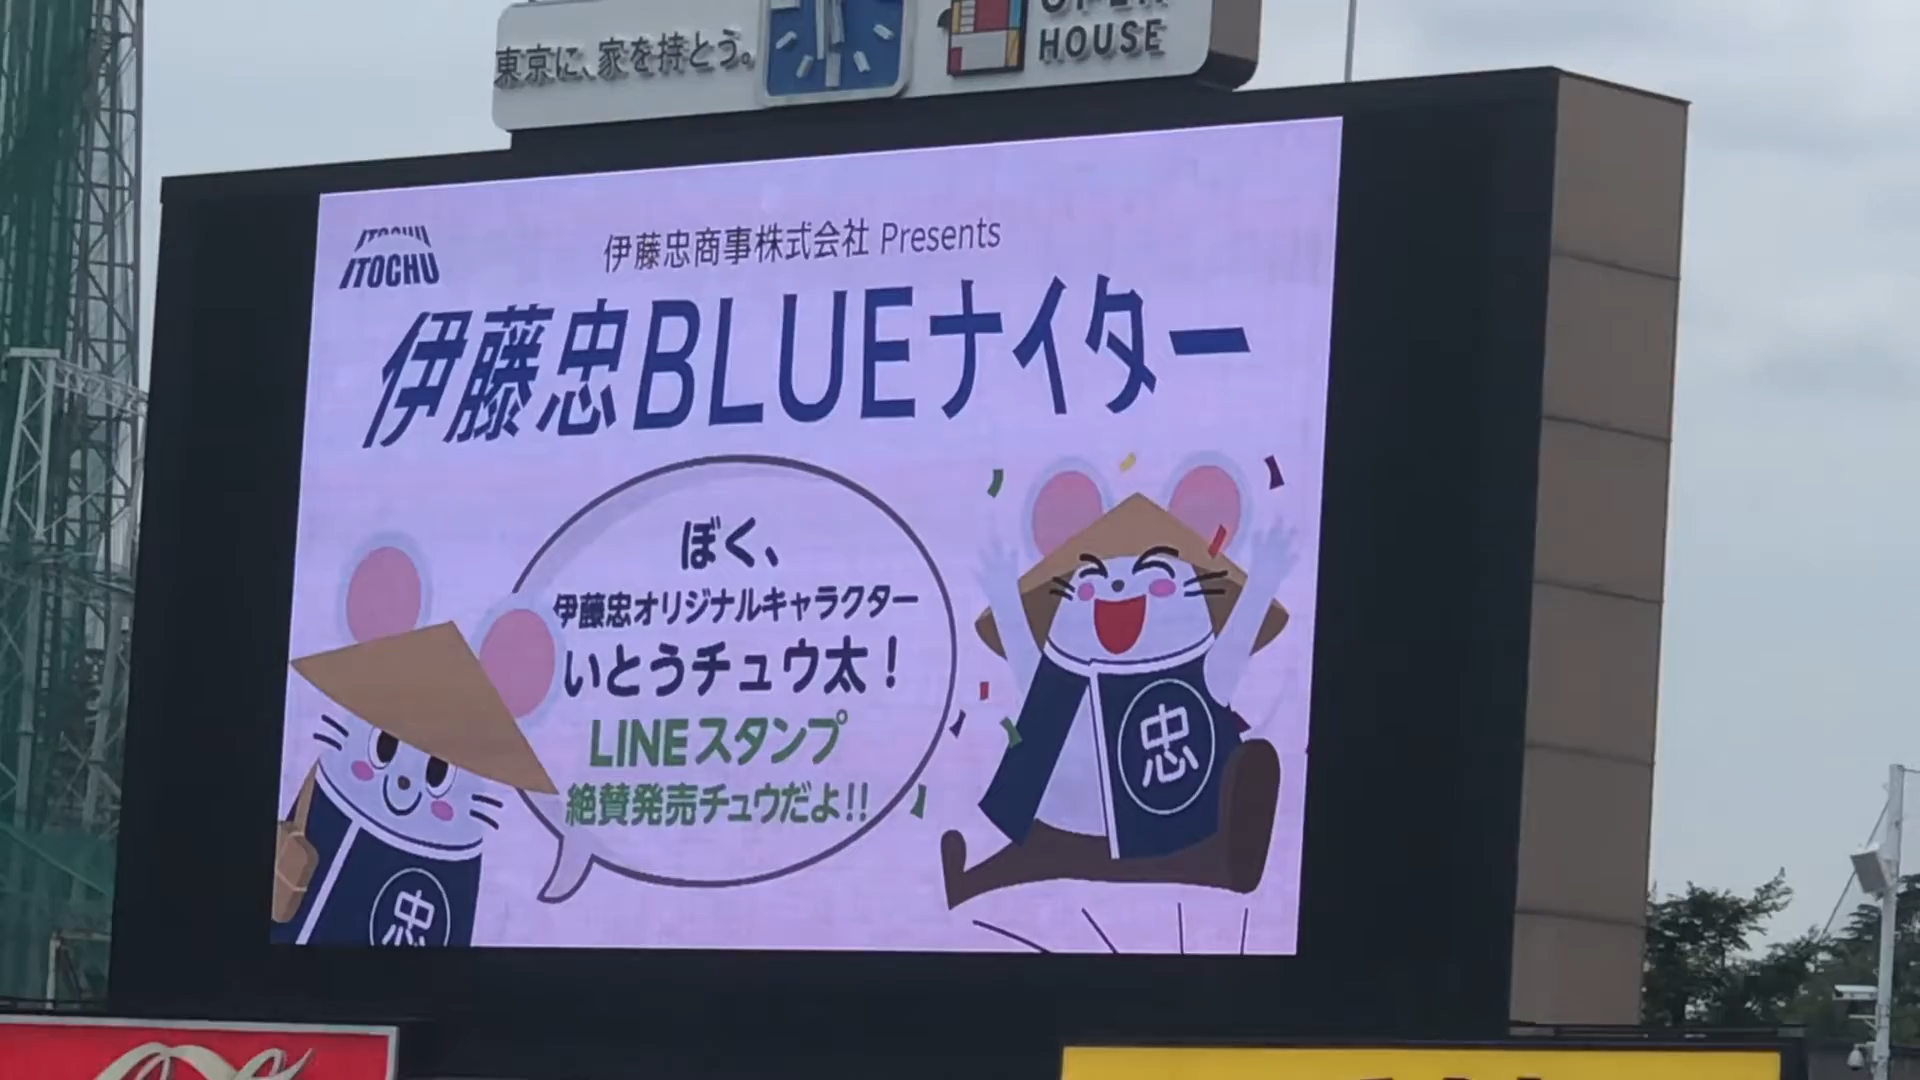 東京に、家を持とう。
OPEN
HOUSE
ITOCHU
ITOCHU
伊藤忠商事株式会社 Presents
伊藤忠BLUEナイター
ぼく、
伊藤忠オリジナルキャラクター
いとうチュウ太！
LINEスタンプ
絶賛発売チュウだよ!!
忠
忠